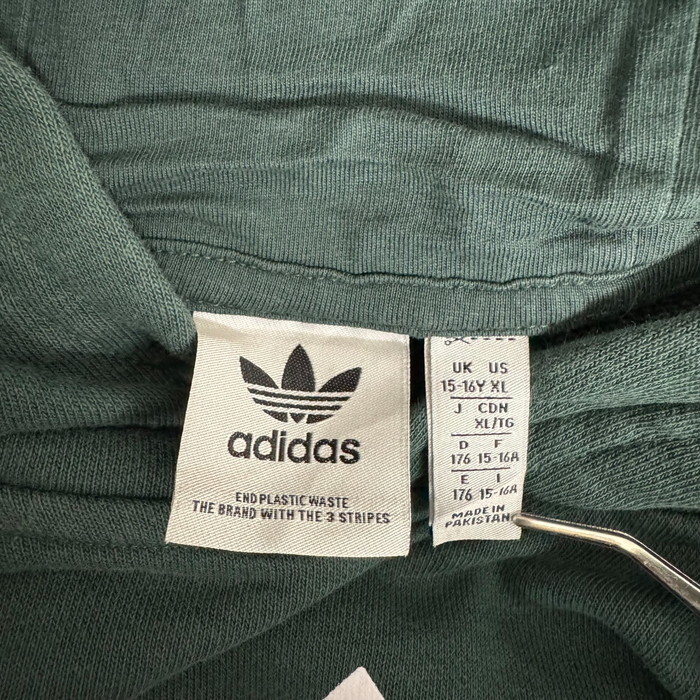 adidas
END PLASTIC WASTE
THE BRAND WITH THE 3 STRIPES
UK US
15-16Y XL
J CDN
XL/TG
D F
176 15-16A
E I
176 15-16A
MADE IN
PAKISTAN